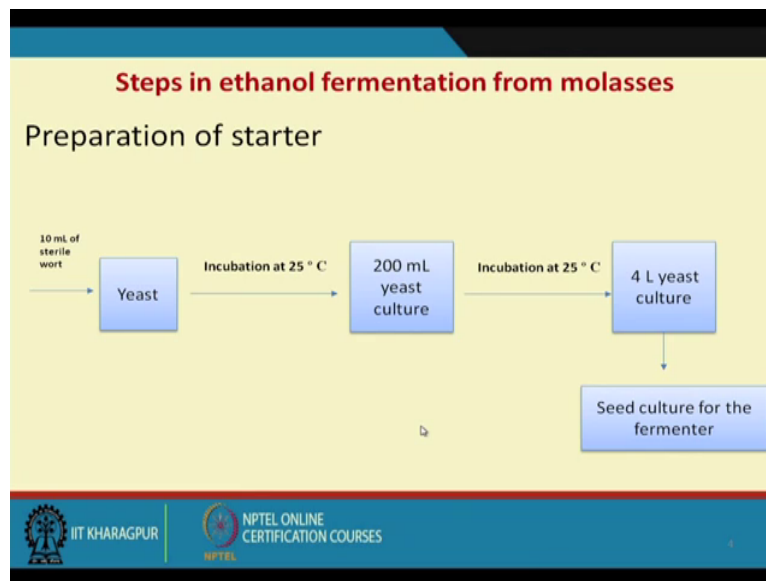 Steps in ethanol fermentation from molasses
Preparation of starter
10 mL of
sterile
wort
Yeast
Incubation at 25 ° C
200 mL
yeast
culture
Incubation at 25 ° C
4 L yeast
culture
Seed culture for the
fermenter
IIT KHARAGPUR
NPTEL
NPTEL ONLINE
CERTIFICATION COURSES
4